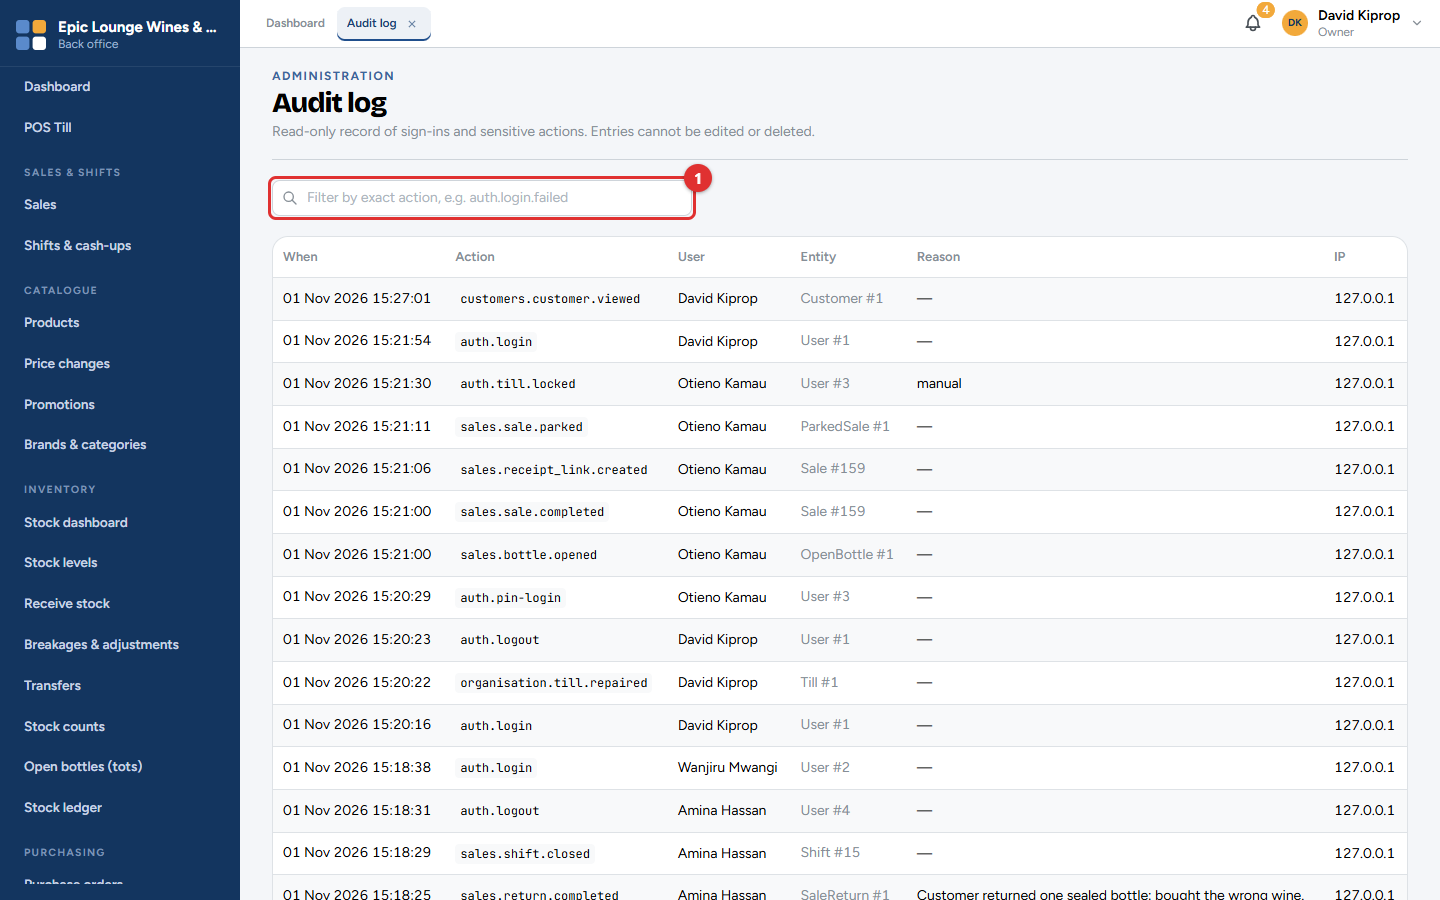 Epic Lounge Wines & ...
Back office
Dashboard
POS Till
SALES & SHIFTS
Sales
Shifts & cash-ups
CATALOGUE
Products
Price changes
Promotions
Brands & categories
INVENTORY
Stock dashboard
Stock levels
Receive stock
Breakages & adjustments
Transfers
Stock counts
Open bottles (tots)
Stock ledger
PURCHASING
Purchase orders
Dashboard
Audit log ×
4
DK
David Kiprop
Owner
ADMINISTRATION
Audit log
Read-only record of sign-ins and sensitive actions. Entries cannot be edited or deleted.
1
Filter by exact action, e.g. auth.login.failed
When Action User Entity Reason IP
01 Nov 2026 15:27:01 customers.customer.viewed David Kiprop Customer #1 — 127.0.0.1
01 Nov 2026 15:21:54 auth.login David Kiprop User #1 — 127.0.0.1
01 Nov 2026 15:21:30 auth.till.locked Otieno Kamau User #3 manual 127.0.0.1
01 Nov 2026 15:21:11 sales.sale.parked Otieno Kamau ParkedSale #1 — 127.0.0.1
01 Nov 2026 15:21:06 sales.receipt_link.created Otieno Kamau Sale #159 — 127.0.0.1
01 Nov 2026 15:21:00 sales.sale.completed Otieno Kamau Sale #159 — 127.0.0.1
01 Nov 2026 15:21:00 sales.bottle.opened Otieno Kamau OpenBottle #1 — 127.0.0.1
01 Nov 2026 15:20:29 auth.pin-login Otieno Kamau User #3 — 127.0.0.1
01 Nov 2026 15:20:23 auth.logout David Kiprop User #1 — 127.0.0.1
01 Nov 2026 15:20:22 organisation.till.repaired David Kiprop Till #1 — 127.0.0.1
01 Nov 2026 15:20:16 auth.login David Kiprop User #1 — 127.0.0.1
01 Nov 2026 15:18:38 auth.login Wanjiru Mwangi User #2 — 127.0.0.1
01 Nov 2026 15:18:31 auth.logout Amina Hassan User #4 — 127.0.0.1
01 Nov 2026 15:18:29 sales.shift.closed Amina Hassan Shift #15 — 127.0.0.1
01 Nov 2026 15:18:25 sales.return.completed Amina Hassan SaleReturn #1 Customer returned one sealed bottle: bought the wrong wine. 127.0.0.1